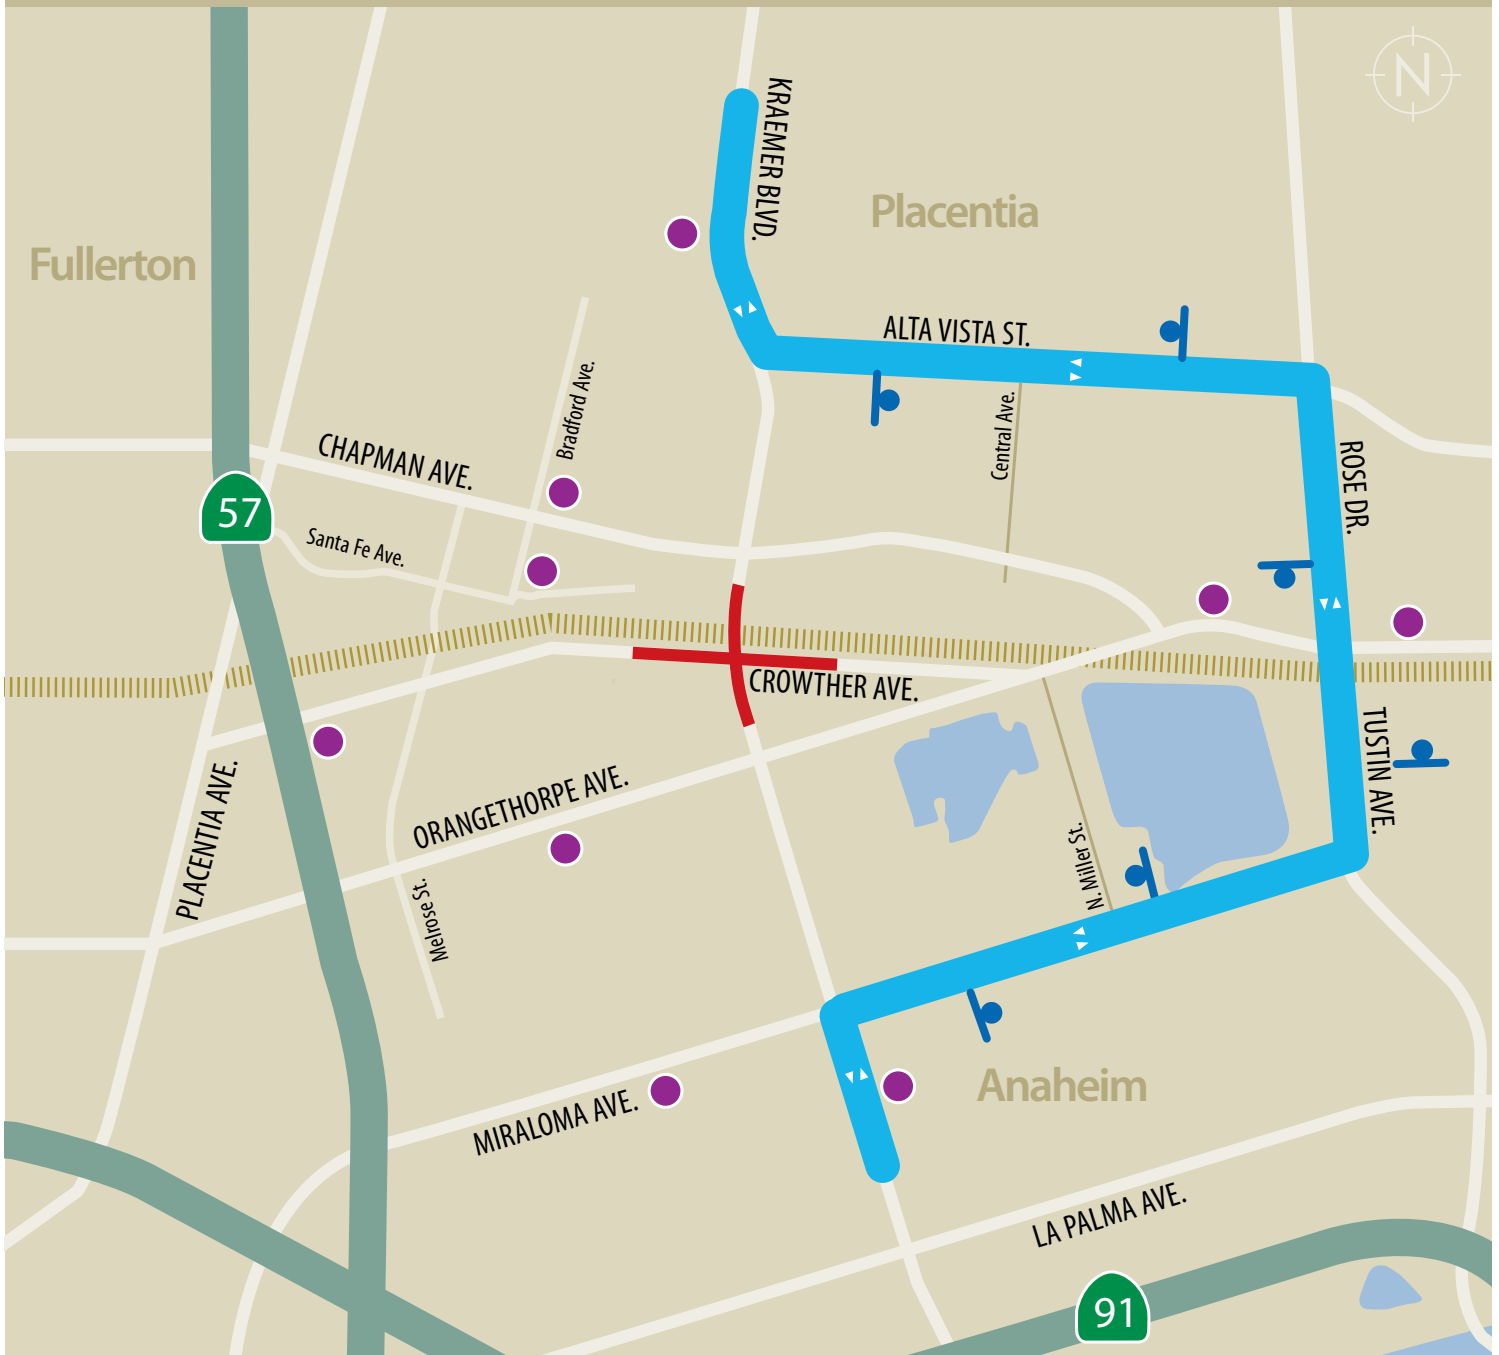 N
KRAEMER BLVD.
Placentia
Fullerton
ALTA VISTA ST.
Bradford Ave.
Central Ave.
CHAPMAN AVE.
ROSE DR.
57
Santa Fe Ave.
CROWTHER AVE.
TUSTIN AVE.
PLACENTIA AVE.
ORANGETHORPE AVE.
N. Miller St.
Melrose St.
Anaheim
MIRALOMA AVE.
LA PALMA AVE.
91